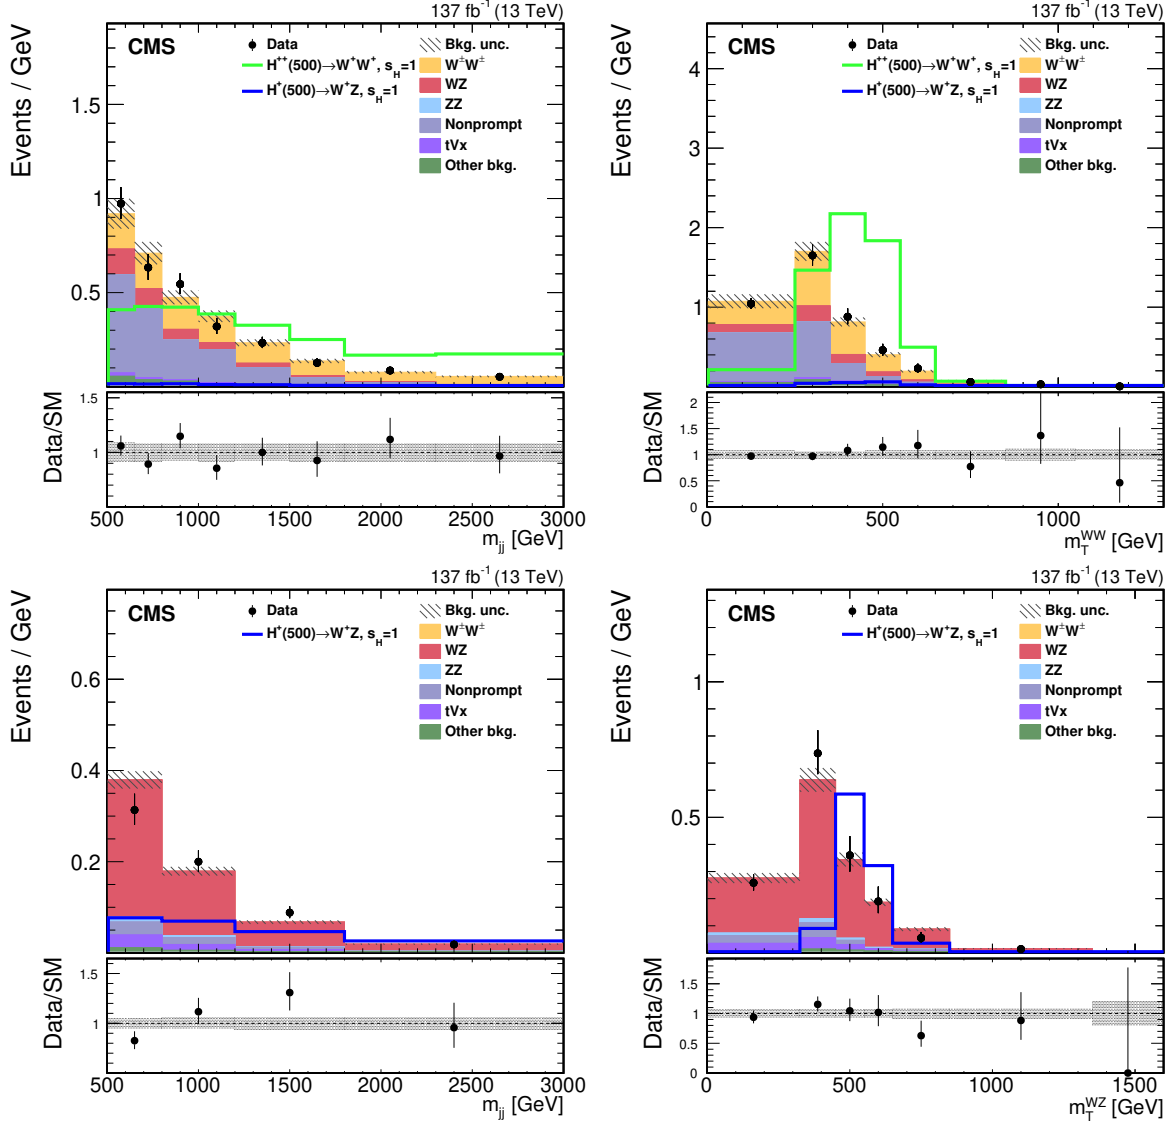 137 fb⁻¹ (13 TeV)
CMS
Data
H⁺⁺(500)→W⁺W⁺, s_H=1
H⁺(500)→W⁺Z, s_H=1
Bkg. unc.
W±W±
WZ
ZZ
Nonprompt
tVx
Other bkg.
Events / GeV
1.5
1
0.5
Data/SM
1.5
1
500 1000 1500 2000 2500 3000
m_jj [GeV]
137 fb⁻¹ (13 TeV)
CMS
Data
H⁺⁺(500)→W⁺W⁺, s_H=1
H⁺(500)→W⁺Z, s_H=1
Bkg. unc.
W±W±
WZ
ZZ
Nonprompt
tVx
Other bkg.
Events / GeV
4
3
2
1
Data/SM
2
1.5
1
0.5
0
0 500 1000
m_T^WW [GeV]
137 fb⁻¹ (13 TeV)
CMS
Data
H⁺(500)→W⁺Z, s_H=1
Bkg. unc.
W±W±
WZ
ZZ
Nonprompt
tVx
Other bkg.
Events / GeV
0.6
0.4
0.2
Data/SM
1.5
1
500 1000 1500 2000 2500 3000
m_jj [GeV]
137 fb⁻¹ (13 TeV)
CMS
Data
H⁺(500)→W⁺Z, s_H=1
Bkg. unc.
W±W±
WZ
ZZ
Nonprompt
tVx
Other bkg.
Events / GeV
1
0.5
Data/SM
1.5
1
0.5
0
0 500 1000 1500
m_T^WZ [GeV]